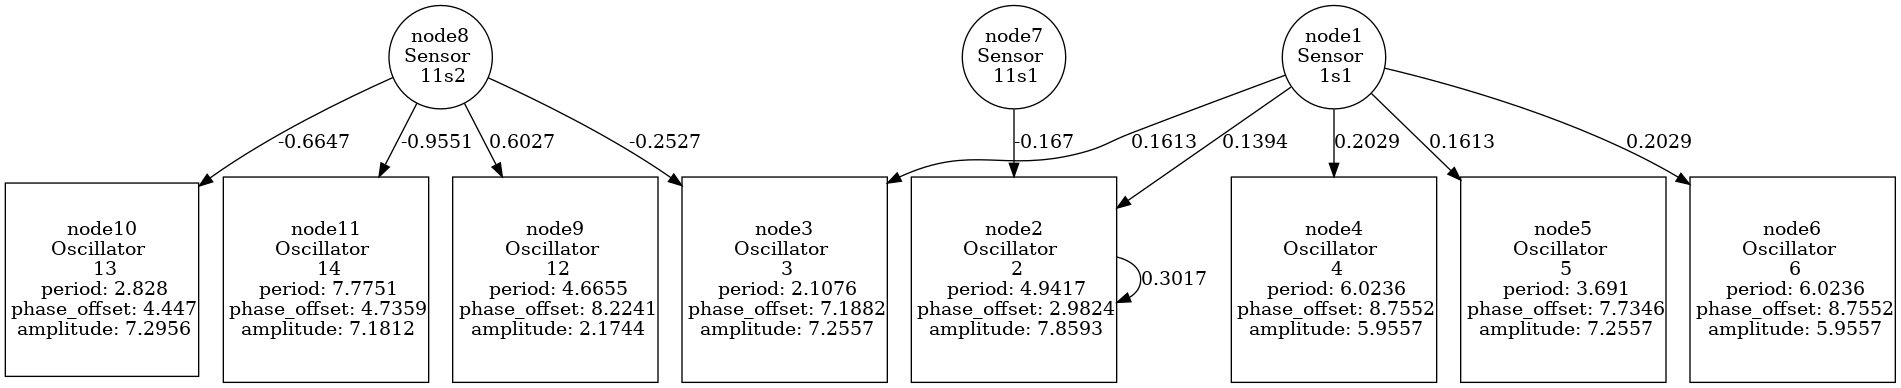 node8
Sensor
11s2
node7
Sensor
11s1
node1
Sensor
1s1
-0.6647
-0.9551
0.6027
-0.2527
-0.167
0.1613
0.1394
0.2029
0.1613
0.2029
node10
Oscillator
13
period: 2.828
phase_offset: 4.447
amplitude: 7.2956
node11
Oscillator
14
period: 7.7751
phase_offset: 4.7359
amplitude: 7.1812
node9
Oscillator
12
period: 4.6655
phase_offset: 8.2241
amplitude: 2.1744
node3
Oscillator
3
period: 2.1076
phase_offset: 7.1882
amplitude: 7.2557
node2
Oscillator
2
period: 4.9417
phase_offset: 2.9824
amplitude: 7.8593
0.3017
node4
Oscillator
4
period: 6.0236
phase_offset: 8.7552
amplitude: 5.9557
node5
Oscillator
5
period: 3.691
phase_offset: 7.7346
amplitude: 7.2557
node6
Oscillator
6
period: 6.0236
phase_offset: 8.7552
amplitude: 5.9557